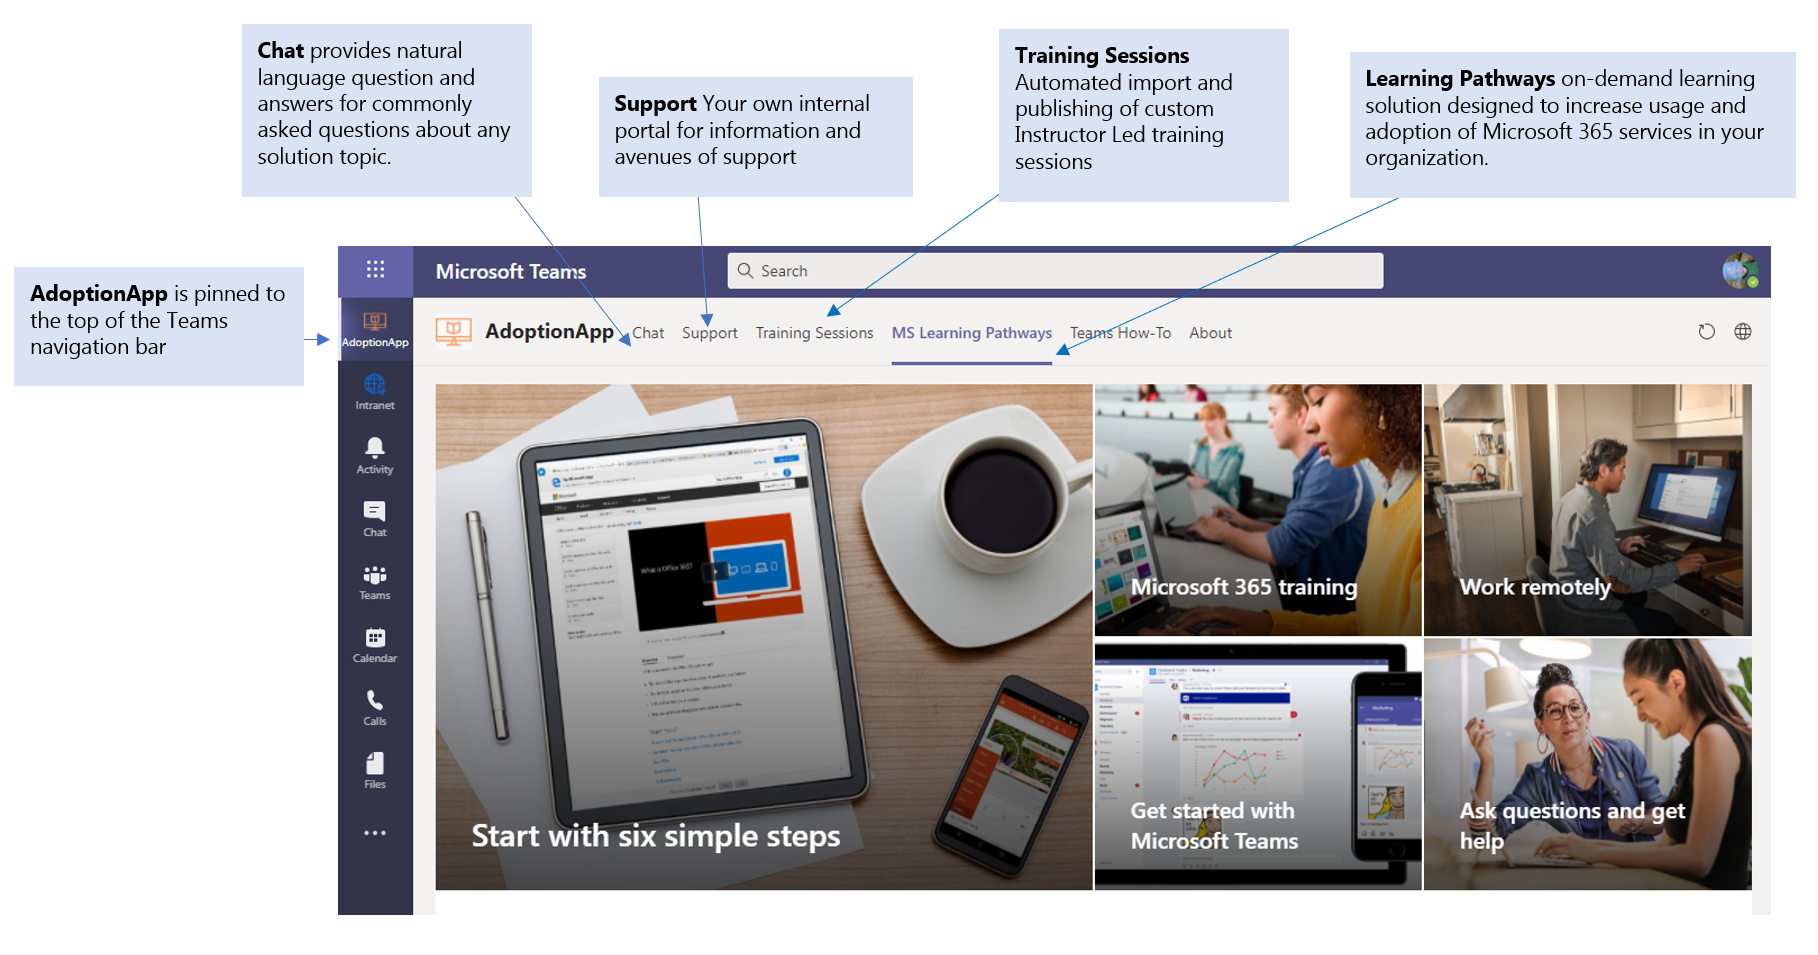 Chat provides natural
language question and
answers for commonly
asked questions about any
solution topic.
Support Your own internal
portal for information and
avenues of support
Training Sessions
Automated import and
publishing of custom
Instructor Led training
sessions
Learning Pathways on-demand learning
solution designed to increase usage and
adoption of Microsoft 365 services in your
organization.
AdoptionApp is pinned to
the top of the Teams
navigation bar
Microsoft Teams
Search
AdoptionApp
Intranet
Activity
Chat
Teams
Calendar
Calls
Files
AdoptionApp Chat Support Training Sessions MS Learning Pathways Teams How-To About
What is Office 365?
Start with six simple steps
Microsoft 365 training
Work remotely
Get started with
Microsoft Teams
Ask questions and get
help